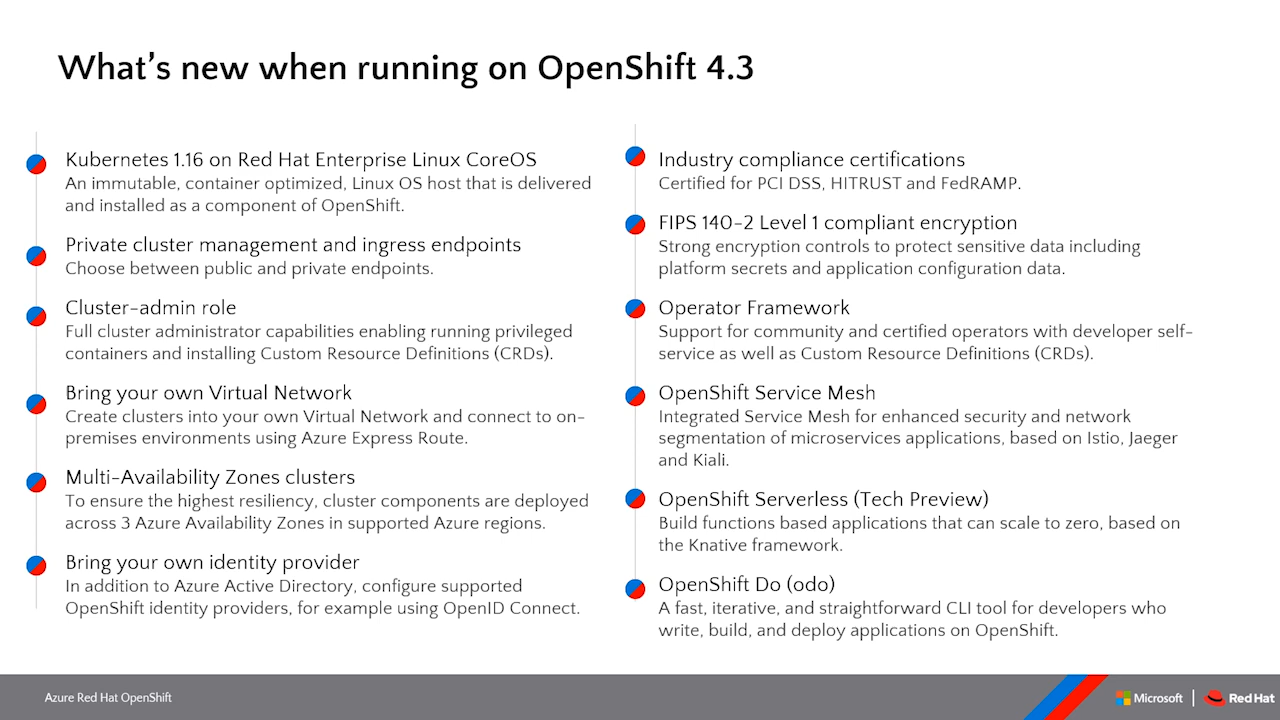 What's new when running on OpenShift 4.3
Kubernetes 1.16 on Red Hat Enterprise Linux CoreOS
An immutable, container optimized, Linux OS host that is delivered
and installed as a component of OpenShift.
Private cluster management and ingress endpoints
Choose between public and private endpoints.
Cluster-admin role
Full cluster administrator capabilities enabling running privileged
containers and installing Custom Resource Definitions (CRDs).
Bring your own Virtual Network
Create clusters into your own Virtual Network and connect to on-
premises environments using Azure Express Route.
Multi-Availability Zones clusters
To ensure the highest resiliency, cluster components are deployed
across 3 Azure Availability Zones in supported Azure regions.
Bring your own identity provider
In addition to Azure Active Directory, configure supported
OpenShift identity providers, for example using OpenID Connect.
Industry compliance certifications
Certified for PCI DSS, HITRUST and FedRAMP.
FIPS 140-2 Level 1 compliant encryption
Strong encryption controls to protect sensitive data including
platform secrets and application configuration data.
Operator Framework
Support for community and certified operators with developer self-
service as well as Custom Resource Definitions (CRDs).
OpenShift Service Mesh
Integrated Service Mesh for enhanced security and network
segmentation of microservices applications, based on Istio, Jaeger
and Kiali.
OpenShift Serverless (Tech Preview)
Build functions based applications that can scale to zero, based on
the Knative framework.
OpenShift Do (odo)
A fast, iterative, and straightforward CLI tool for developers who
write, build, and deploy applications on OpenShift.
Azure Red Hat OpenShift
Microsoft | Red Hat